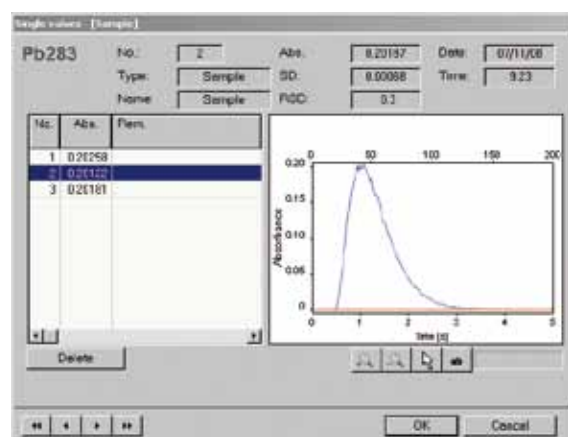 Single values [Sample]
Pb283 No.: 2 Abs. 0.20187 Date: 07/11/06
Type: Sample SD: 0.00068 Time: 9:23
Name: Sample RSD: 0.3
No. Abs. Rem.
1 0.20258
2 0.20122
3 0.20181
0 50 100 150 200
0.20
0.15
0.10
0.05
0
Absorbance
0 1 2 3 4 5
Time [s]
Delete
OK Cancel